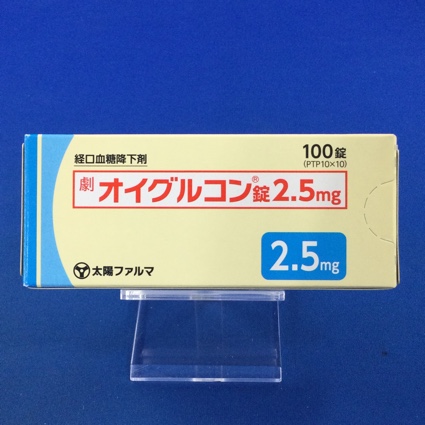 経口血糖降下剤
100錠
(PTP10×10)
劇 オイグルコン®錠2.5mg
2.5mg
太陽ファルマ